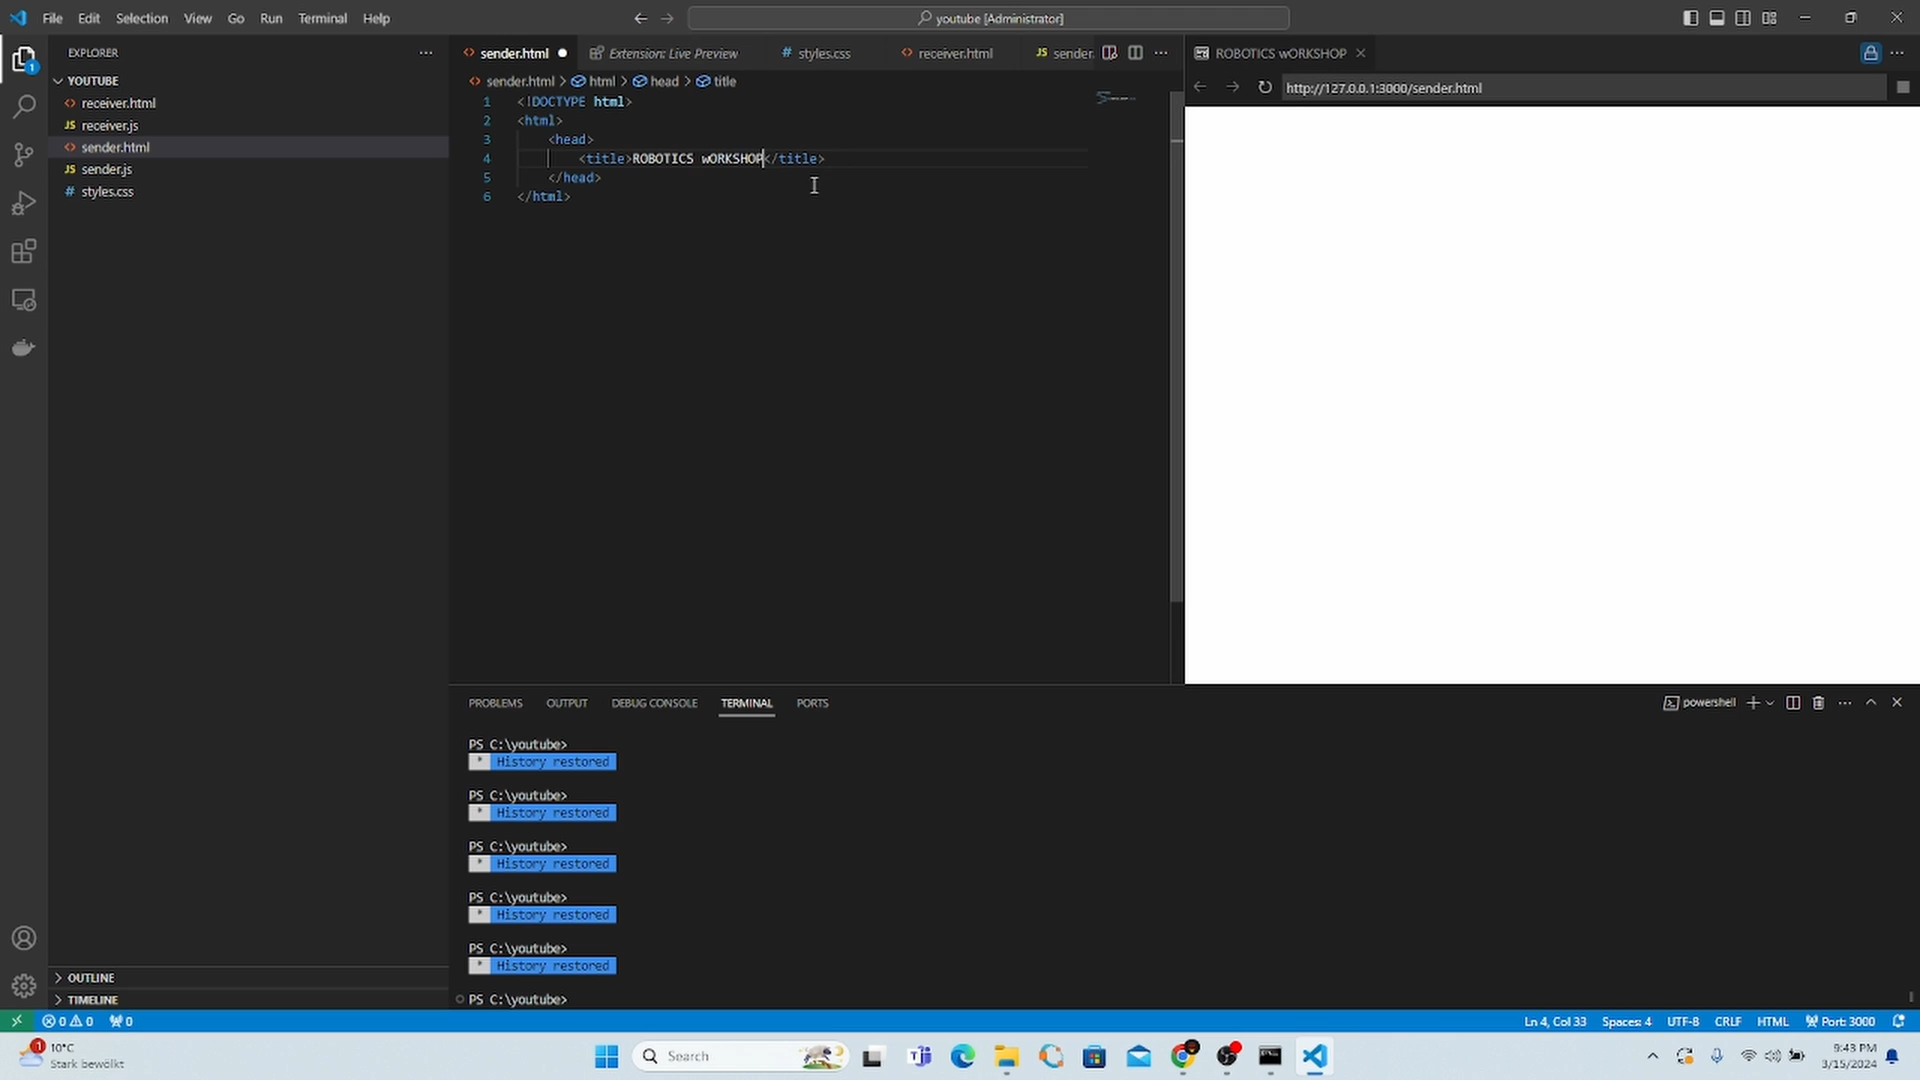 File Edit Selection View Go Run Terminal Help
youtube [Administrator]
EXPLORER
YOUTUBE
receiver.html
JS receiver.js
sender.html
JS sender.js
# styles.css
OUTLINE
TIMELINE
sender.html Extension: Live Preview # styles.css receiver.html JS sender.
sender.html > html > head > title
1 <!DOCTYPE html>
2 <html>
3 <head>
4 <title>ROBOTICS wORKSHOP</title>
5 </head>
6 </html>
ROBOTICS wORKSHOP
http://127.0.0.1:3000/sender.html
PROBLEMS OUTPUT DEBUG CONSOLE TERMINAL PORTS
powershell
PS C:\youtube>
* History restored
PS C:\youtube>
* History restored
PS C:\youtube>
* History restored
PS C:\youtube>
* History restored
PS C:\youtube>
* History restored
PS C:\youtube>
0 0 0
Ln 4, Col 33 Spaces: 4 UTF-8 CRLF HTML Port: 3000
1
10°C
Stark bewölkt
Search
9:43 PM
3/15/2024